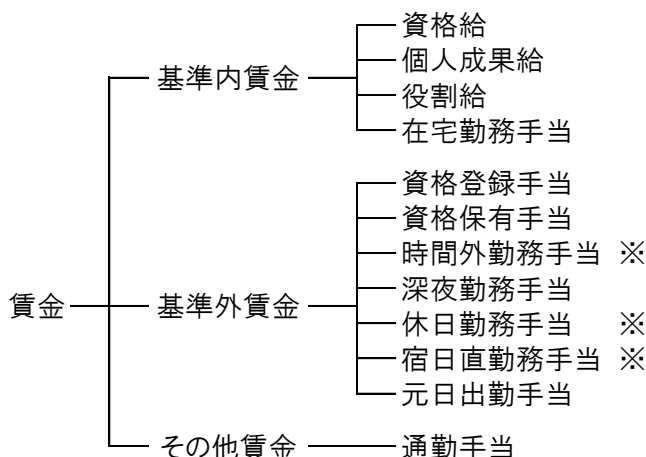 資格給
基準内賃金
個人成果給
役割給
在宅勤務手当
資格登録手当
資格保有手当
時間外勤務手当 ※
賃金
基準外賃金
深夜勤務手当
休日勤務手当 ※
宿日直勤務手当 ※
元日出勤手当
その他賃金
通勤手当